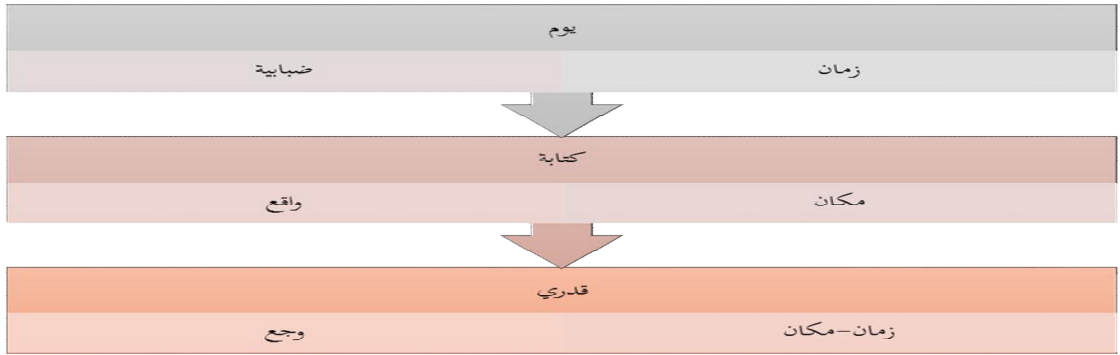 يوم
زمان ضبابية
كتابة
مكان واقع
قدري
زمان-مكان وجع